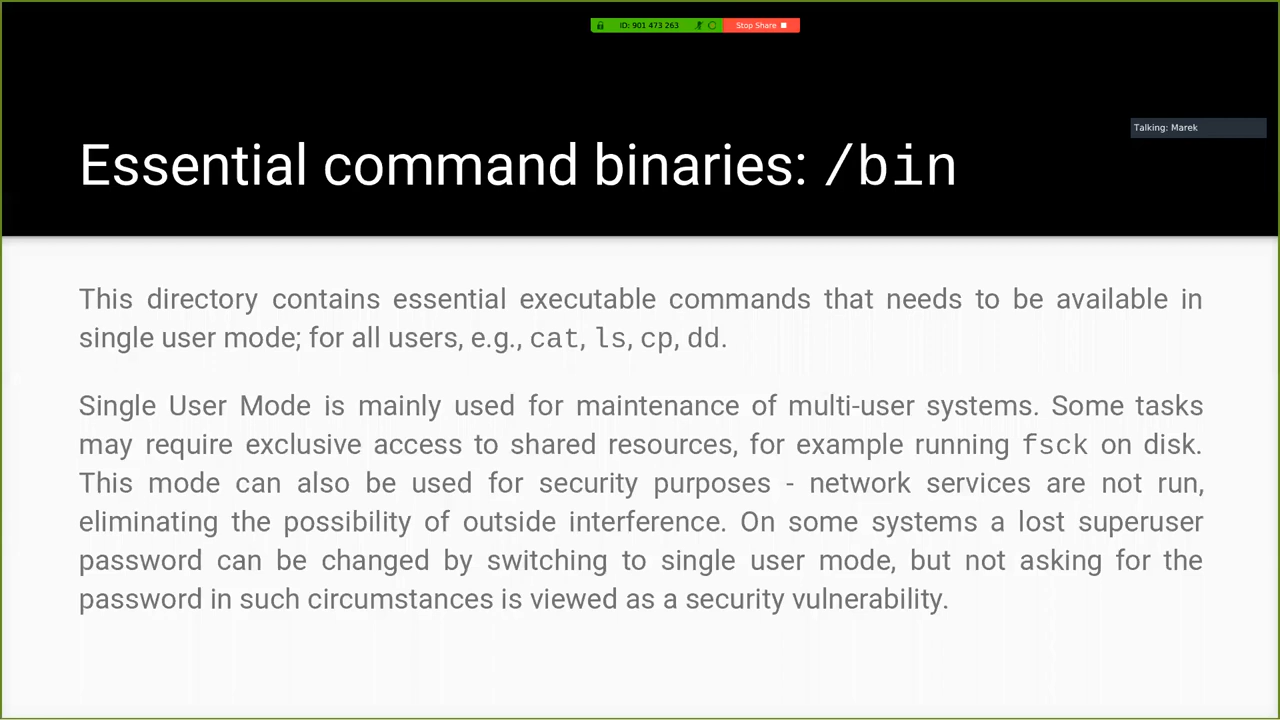 ID: 901 473 263
Stop Share
Talking: Marek
Essential command binaries: /bin
This directory contains essential executable commands that needs to be available in
single user mode; for all users, e.g., cat, ls, cp, dd.
Single User Mode is mainly used for maintenance of multi-user systems. Some tasks
may require exclusive access to shared resources, for example running fsck on disk.
This mode can also be used for security purposes - network services are not run,
eliminating the possibility of outside interference. On some systems a lost superuser
password can be changed by switching to single user mode, but not asking for the
password in such circumstances is viewed as a security vulnerability.